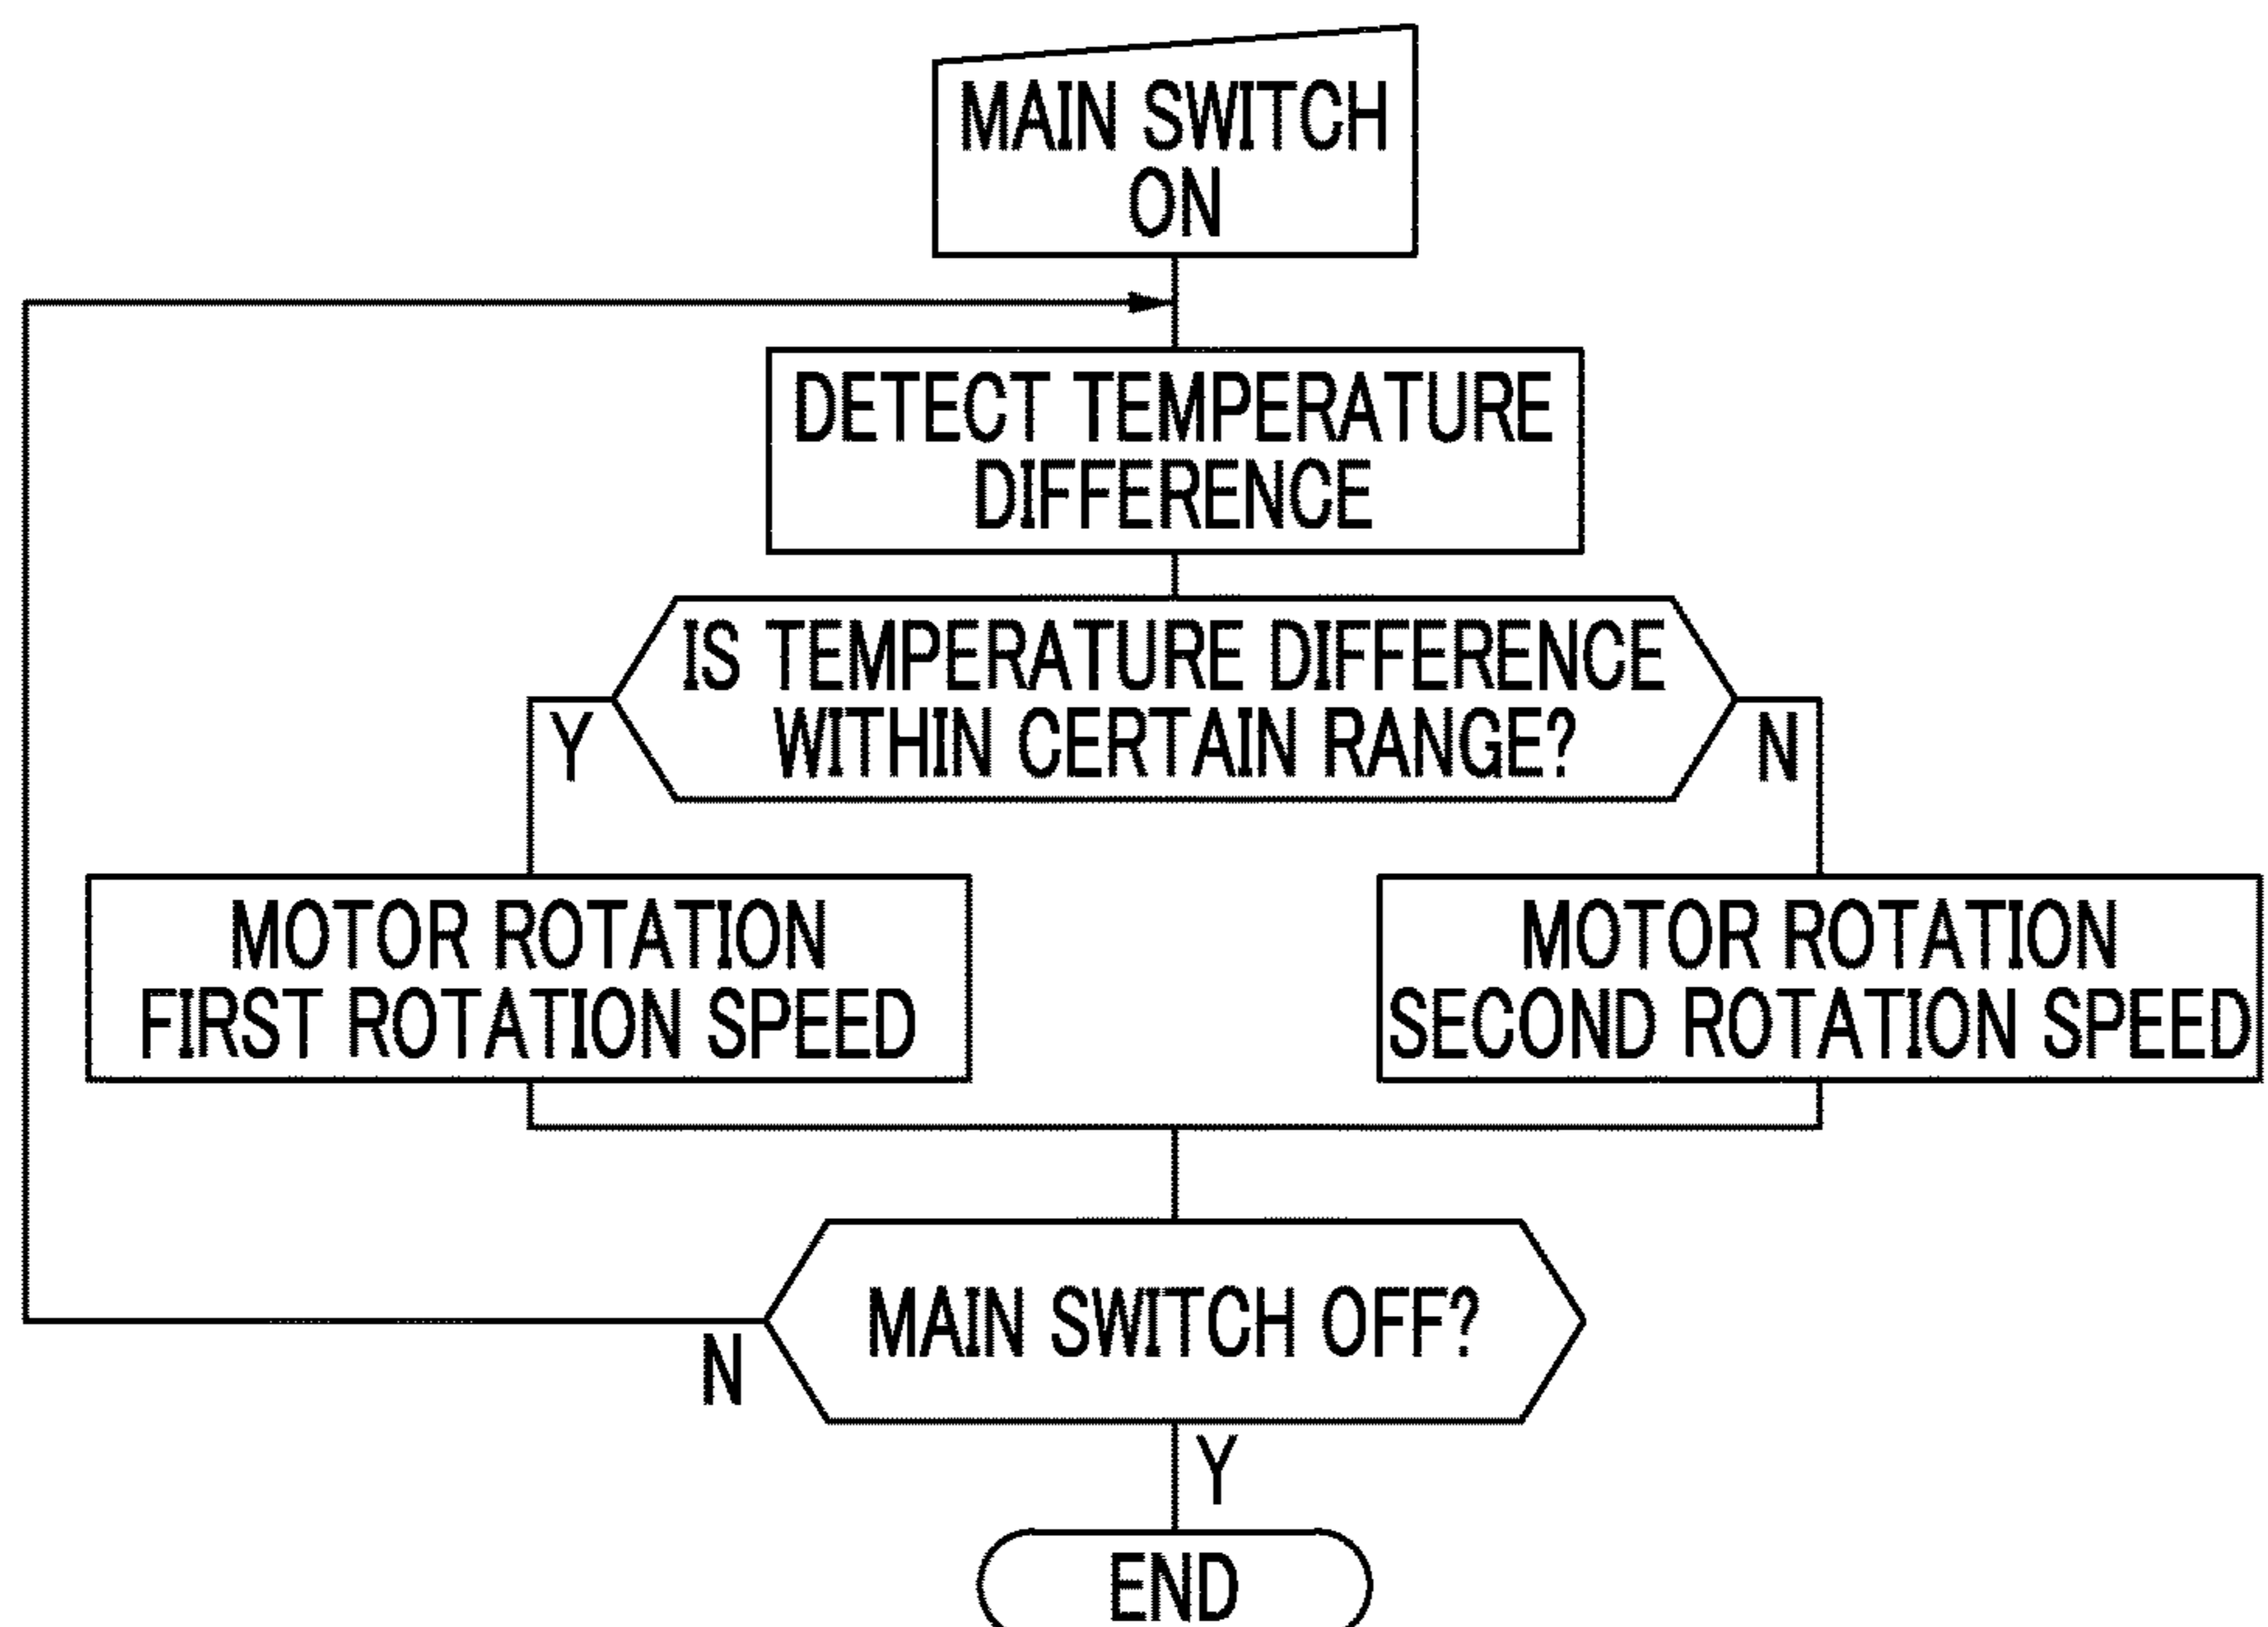 MAIN SWITCH
ON
DETECT TEMPERATURE
DIFFERENCE
IS TEMPERATURE DIFFERENCE
WITHIN CERTAIN RANGE?
Y
N
MOTOR ROTATION
FIRST ROTATION SPEED
MOTOR ROTATION
SECOND ROTATION SPEED
MAIN SWITCH OFF?
N
Y
END